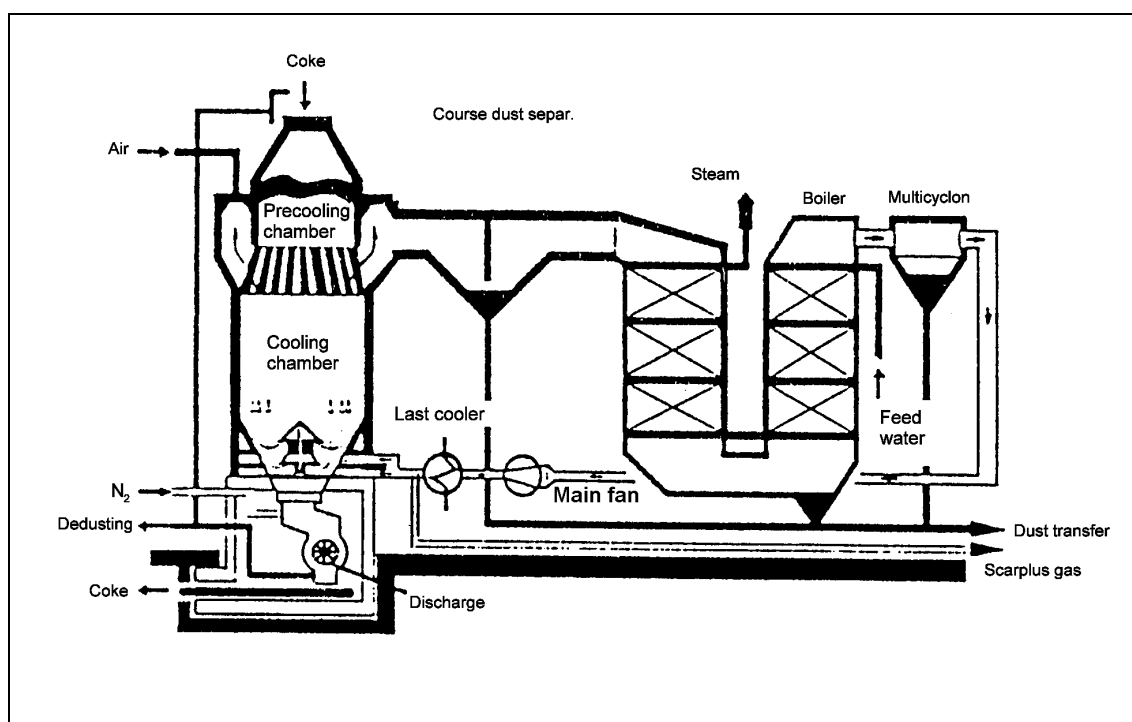 Coke
Course dust separ.
Air
Steam
Boiler
Multicyclon
Precooling
chamber
Cooling
chamber
Last cooler
Feed
water
Main fan
N₂
Dedusting
Dust transfer
Scarplus gas
Coke
Discharge